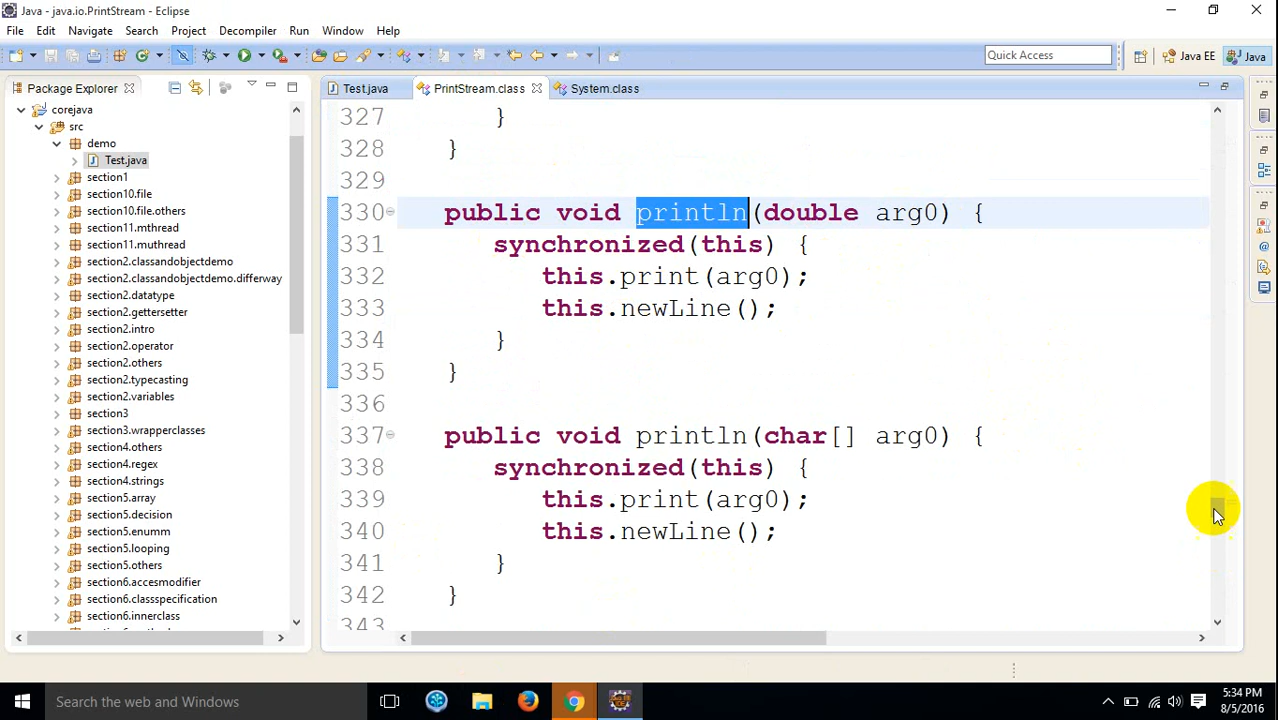 Java - java.io.PrintStream - Eclipse
File Edit Navigate Search Project Decompiler Run Window Help
Quick Access
Java EE
Java
Package Explorer
Test.java
PrintStream.class
System.class
corejava
src
demo
Test.java
section1
section10.file
section10.file.others
section11.mthread
section11.muthread
section2.classandobjectdemo
section2.classandobjectdemo.differway
section2.datatype
section2.gettersetter
section2.intro
section2.operator
section2.others
section2.typecasting
section2.variables
section3
section3.wrapperclasses
section4.others
section4.regex
section4.strings
section5.array
section5.decision
section5.enumm
section5.looping
section5.others
section6.accesmodifier
section6.classspecification
section6.innerclass
327 }
328 }
329
330 public void println(double arg0) {
331 synchronized(this) {
332 this.print(arg0);
333 this.newLine();
334 }
335 }
336
337 public void println(char[] arg0) {
338 synchronized(this) {
339 this.print(arg0);
340 this.newLine();
341 }
342 }
343
Search the web and Windows
5:34 PM
8/5/2016